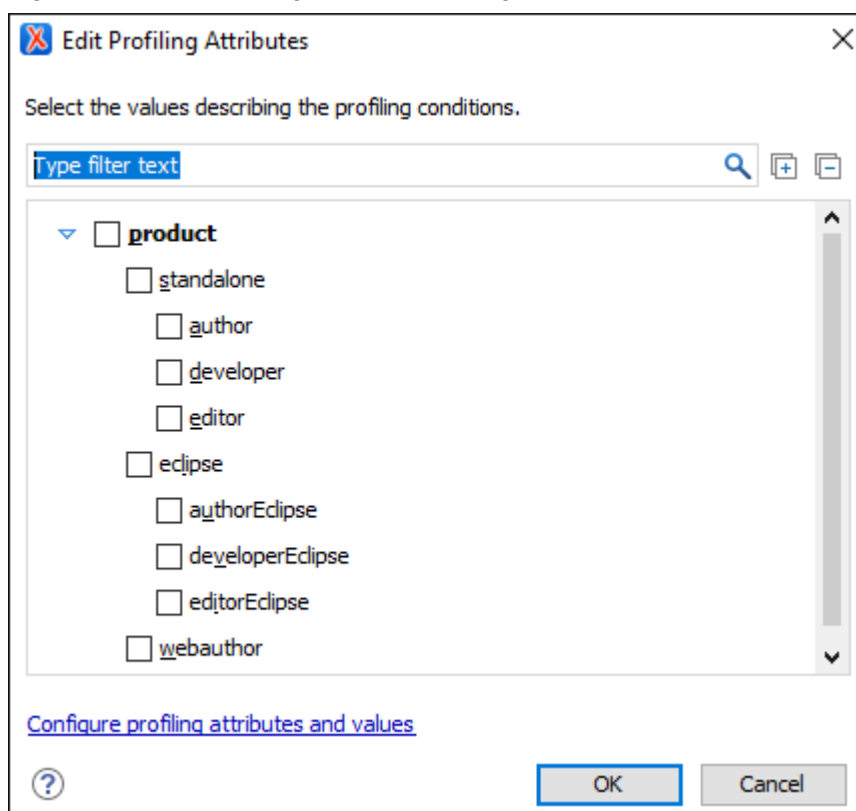 Edit Profiling Attributes
Select the values describing the profiling conditions.
Type filter text
product
standalone
author
developer
editor
eclipse
authorEclipse
developerEclipse
editorEclipse
webauthor
Configure profiling attributes and values
OK Cancel